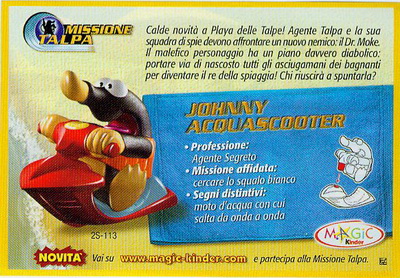 MISSIONE
TALPA
Calde novità a Playa delle Talpe! Agente Talpa e la sua
squadra di spie devono affrontare un nuovo nemico: il Dr. Moke.
Il malefico personaggio ha un piano davvero diabolico:
portare via di nascosto tutti gli asciugamani dei bagnanti
per diventare il re della spiaggia! Chi riuscirà a spuntarla?
JOHNNY
ACQUASCOOTER
• Professione:
Agente Segreto
• Missione affidata:
cercare lo squalo bianco
• Segni distintivi:
moto d'acqua con cui
salta da onda a onda
2S-113
MAGIC
Kinder
NOVITA' Vai su www.magic-kinder.com e partecipa alla Missione Talpa.